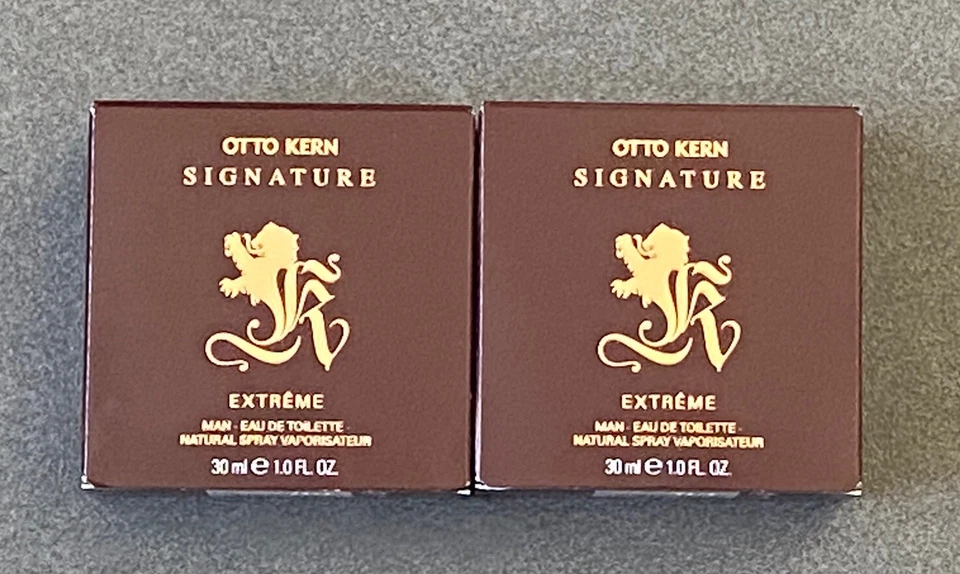 OTTO KERN
SIGNATURE
EXTRÊME
MAN - EAU DE TOILETTE -
NATURAL SPRAY VAPORISATEUR
30 ml e 1.0 FL. OZ.
OTTO KERN
SIGNATURE
EXTRÊME
MAN - EAU DE TOILETTE -
NATURAL SPRAY VAPORISATEUR
30 ml e 1.0 FL. OZ.